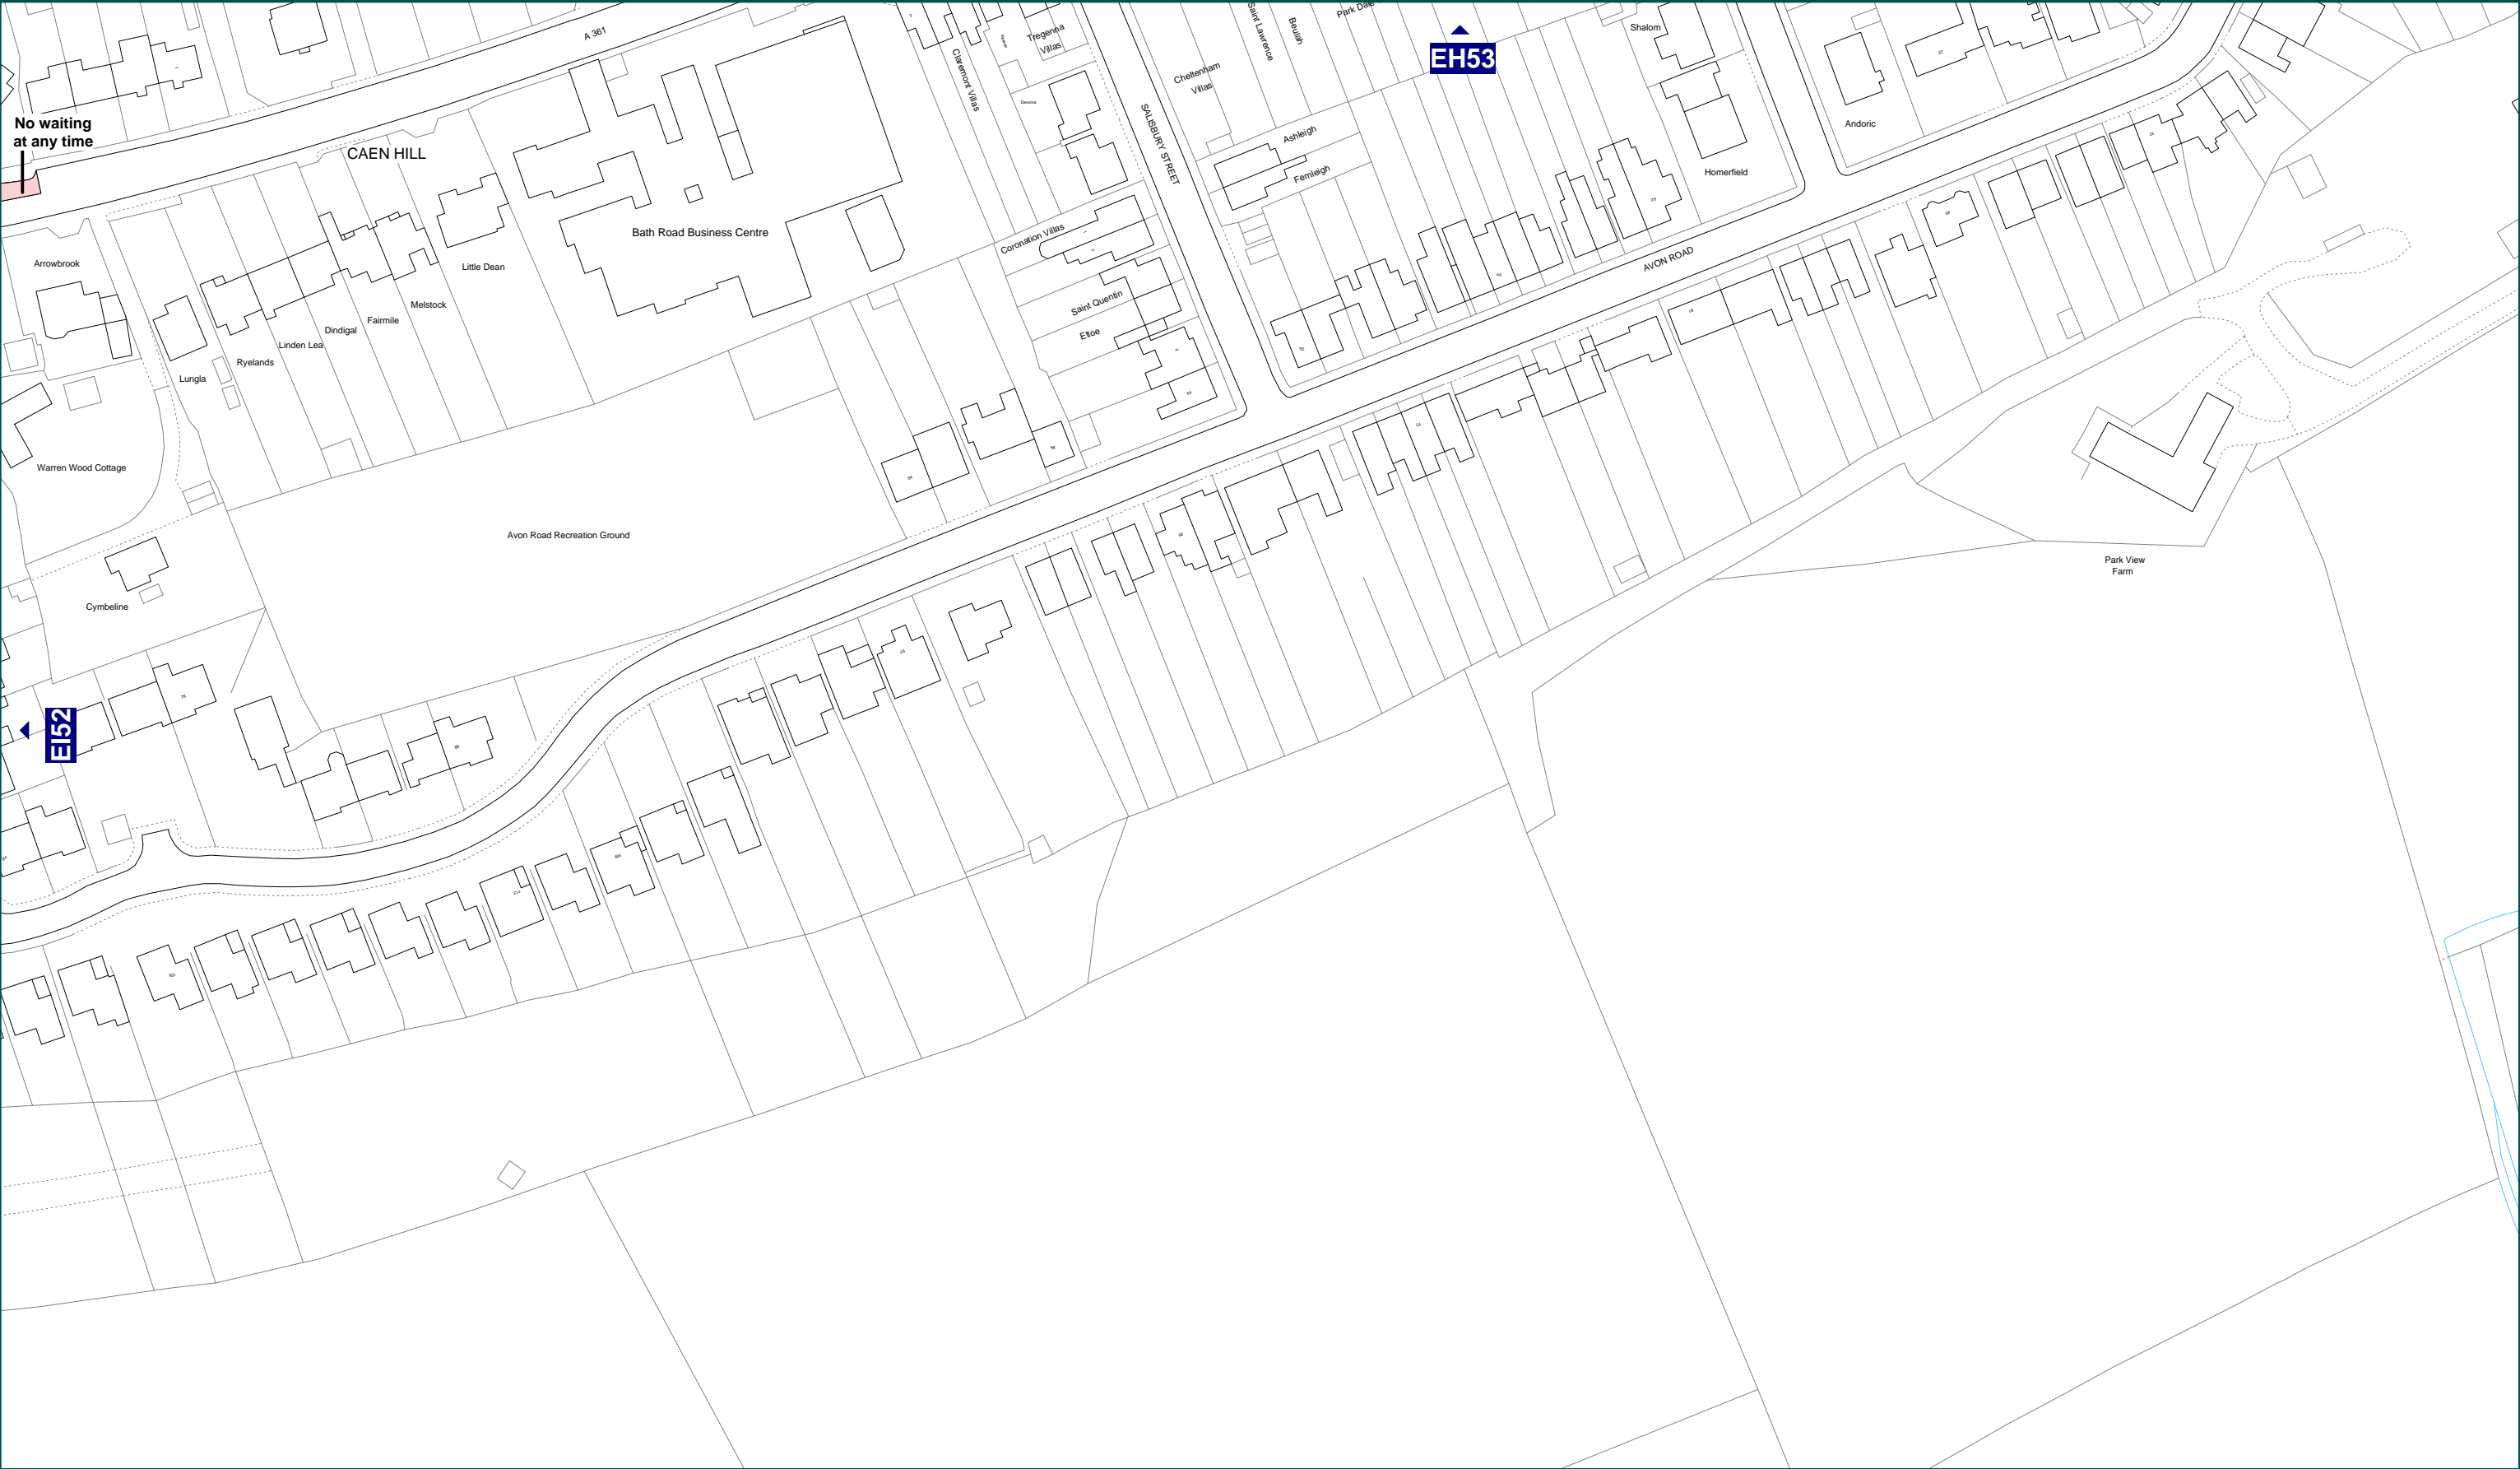 A 361
Tregenna
Villas
Claremont Villas
Devonia
Cheltenham
Villas
Saint Lawrence
Beulah
Park Dale
EH53
Shalom
No waiting
at any time
CAEN HILL
SALISBURY STREET
Ashleigh
Fernleigh
Andoric
Homerfield
Bath Road Business Centre
Arrowbrook
Little Dean
Melstock
Fairmile
Dindigal
Linden Lea
Ryelands
Lungla
Coronation Villas
Saint Quentin
AVON ROAD
Warren Wood Cottage
Avon Road Recreation Ground
Park View
Farm
Cymbeline
EI52